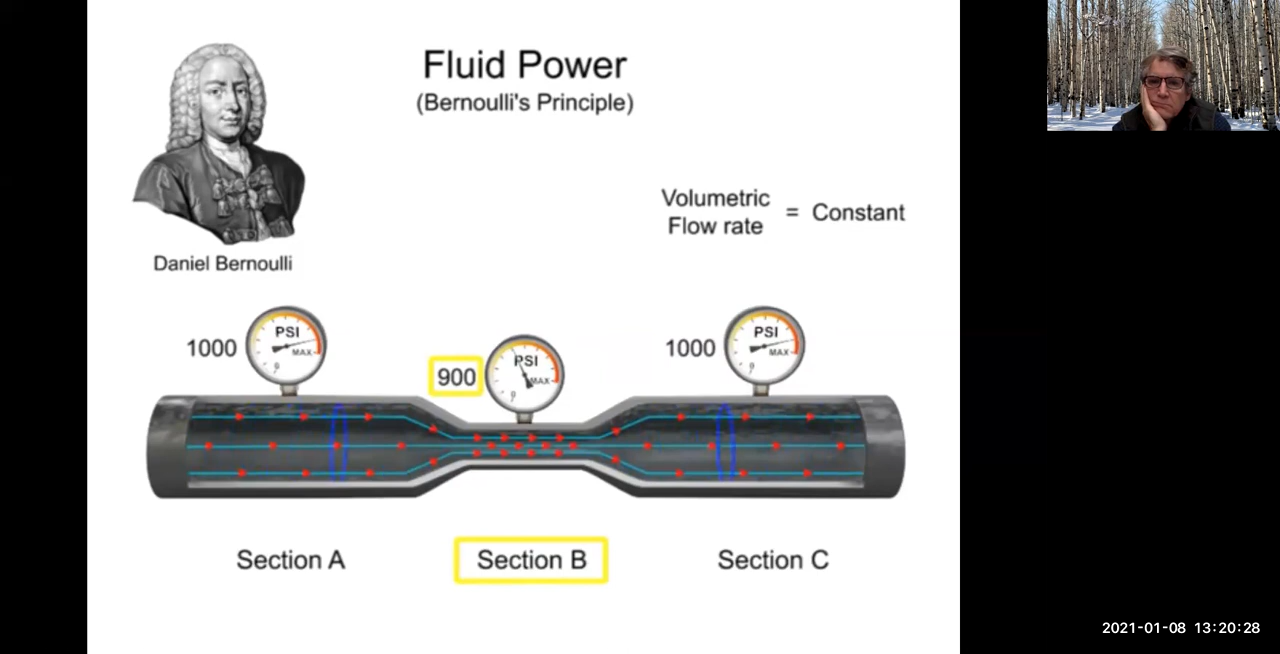 Fluid Power
(Bernoulli's Principle)
Volumetric
Flow rate = Constant
Daniel Bernoulli
1000
PSI
MAX
900
PSI
MAX
1000
PSI
MAX
Section A
Section B
Section C
2021-01-08 13:20:28